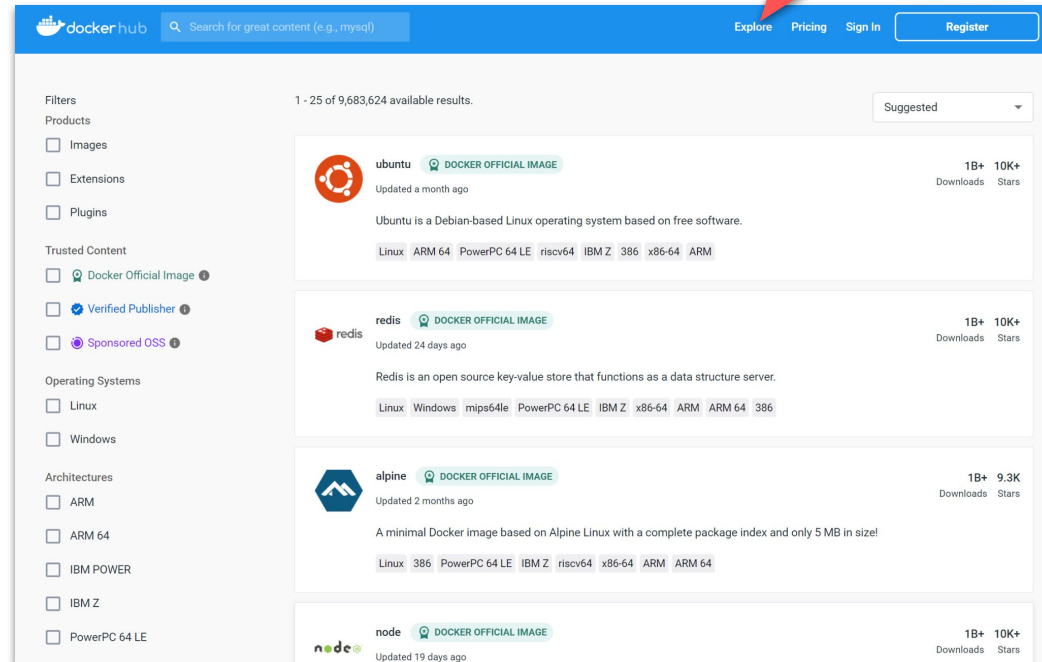 dockerhub Search for great content (e.g., mysql) Explore Pricing Sign In Register
Filters
Products
Images
Extensions
Plugins
Trusted Content
Docker Official Image
Verified Publisher
Sponsored OSS
Operating Systems
Linux
Windows
Architectures
ARM
ARM 64
IBM POWER
IBM Z
PowerPC 64 LE
1 - 25 of 9,683,624 available results.
Suggested
ubuntu DOCKER OFFICIAL IMAGE
Updated a month ago
1B+ 10K+
Downloads Stars
Ubuntu is a Debian-based Linux operating system based on free software.
Linux ARM 64 PowerPC 64 LE riscv64 IBM Z 386 x86-64 ARM
redis
redis DOCKER OFFICIAL IMAGE
Updated 24 days ago
1B+ 10K+
Downloads Stars
Redis is an open source key-value store that functions as a data structure server.
Linux Windows mips64le PowerPC 64 LE IBM Z x86-64 ARM ARM 64 386
alpine DOCKER OFFICIAL IMAGE
Updated 2 months ago
1B+ 9.3K
Downloads Stars
A minimal Docker image based on Alpine Linux with a complete package index and only 5 MB in size!
Linux 386 PowerPC 64 LE IBM Z riscv64 x86-64 ARM ARM 64
node
node DOCKER OFFICIAL IMAGE
Updated 19 days ago
1B+ 10K+
Downloads Stars